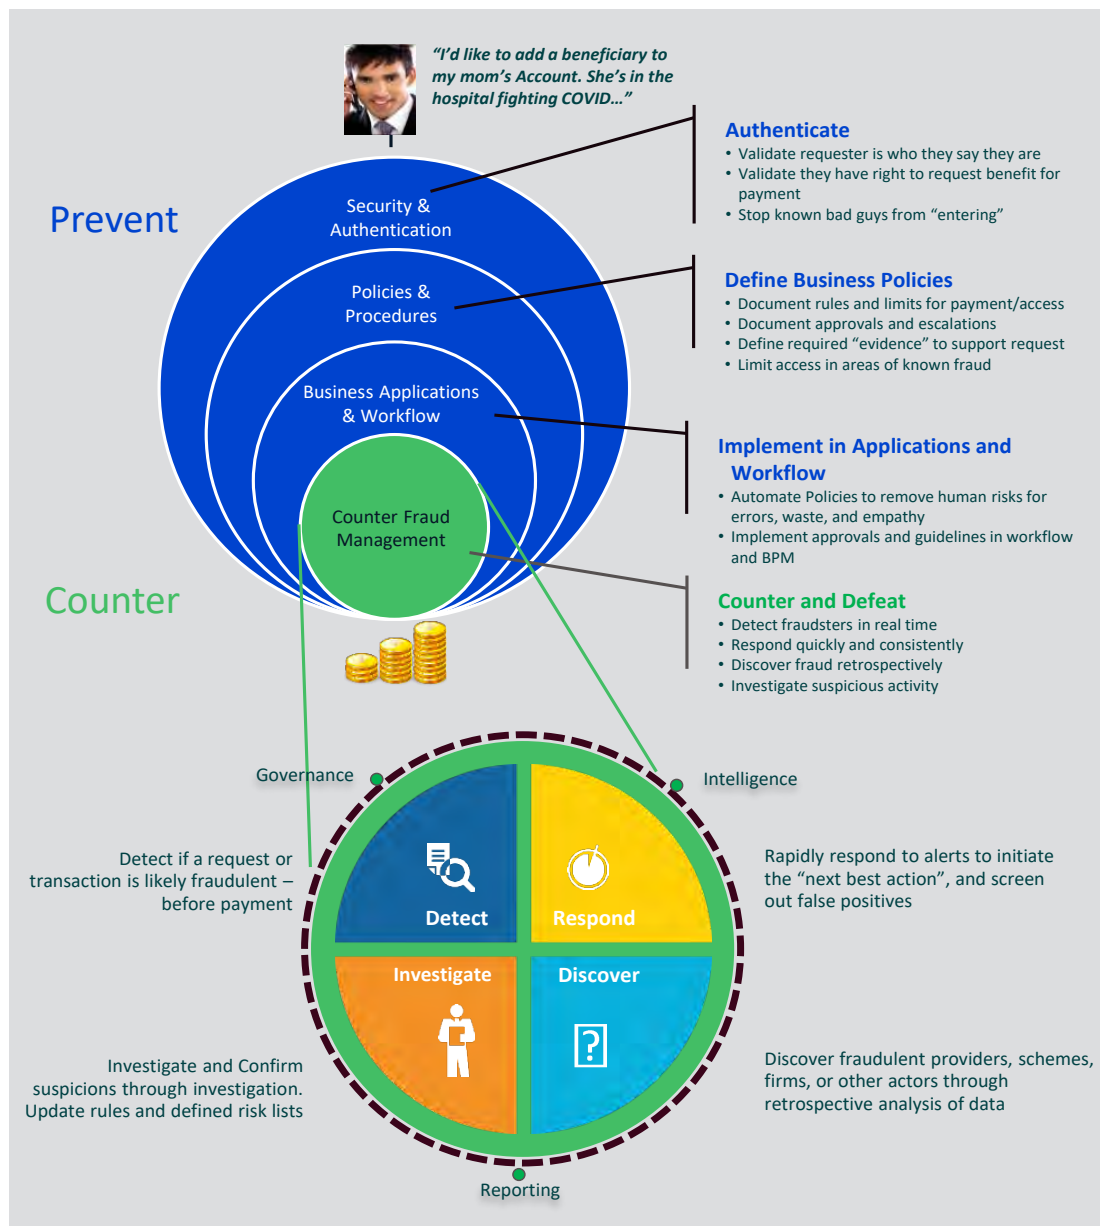 “I’d like to add a beneficiary to
my mom’s Account. She’s in the
hospital fighting COVID…”
Prevent
Security &
Authentication
Policies &
Procedures
Business Applications
& Workflow
Counter Fraud
Management
Counter
Authenticate
• Validate requester is who they say they are
• Validate they have right to request benefit for
payment
• Stop known bad guys from “entering”
Define Business Policies
• Document rules and limits for payment/access
• Document approvals and escalations
• Define required “evidence” to support request
• Limit access in areas of known fraud
Implement in Applications and
Workflow
• Automate Policies to remove human risks for
errors, waste, and empathy
• Implement approvals and guidelines in workflow
and BPM
Counter and Defeat
• Detect fraudsters in real time
• Respond quickly and consistently
• Discover fraud retrospectively
• Investigate suspicious activity
Governance
Intelligence
Detect if a request or
transaction is likely fraudulent –
before payment
Detect
Respond
Rapidly respond to alerts to initiate
the “next best action”, and screen
out false positives
Investigate
Discover
?
Investigate and Confirm
suspicions through investigation.
Update rules and defined risk lists
Discover fraudulent providers, schemes,
firms, or other actors through
retrospective analysis of data
Reporting